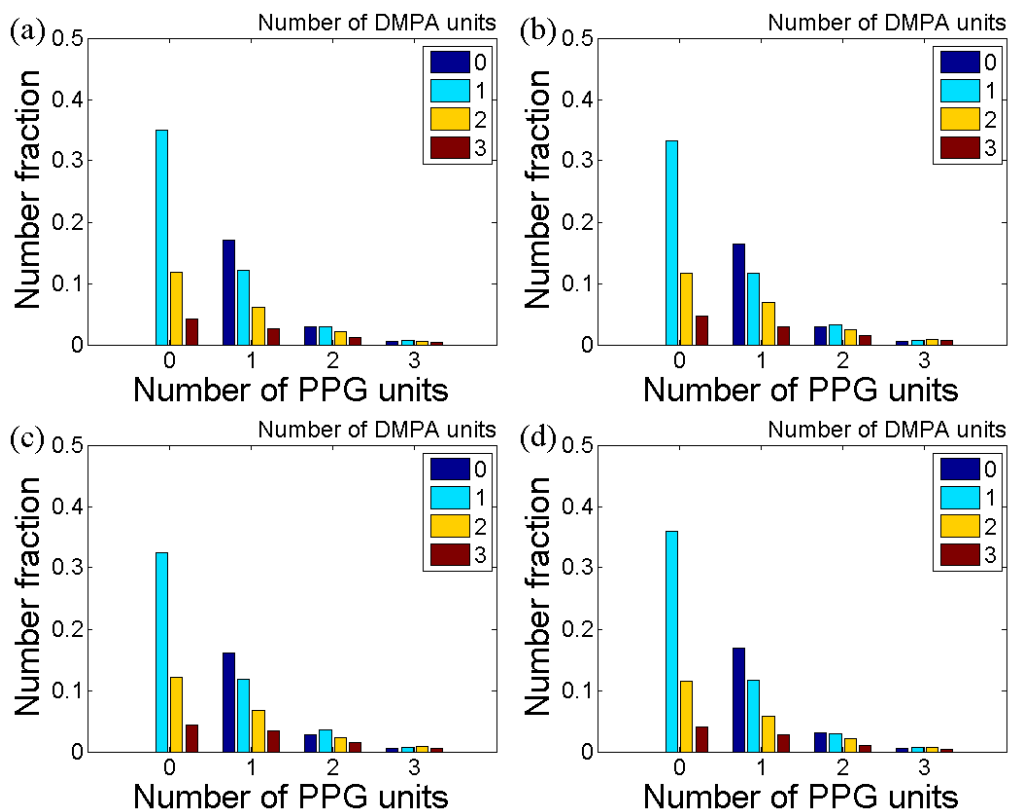 (a)
Number of DMPA units
0.5
0.4
0.3
0.2
0.1
0
Number fraction
0
1
2
3
0 1 2 3
Number of PPG units
(b)
Number of DMPA units
0.5
0.4
0.3
0.2
0.1
0
Number fraction
0
1
2
3
0 1 2 3
Number of PPG units
(c)
Number of DMPA units
0.5
0.4
0.3
0.2
0.1
0
Number fraction
0
1
2
3
0 1 2 3
Number of PPG units
(d)
Number of DMPA units
0.5
0.4
0.3
0.2
0.1
0
Number fraction
0
1
2
3
0 1 2 3
Number of PPG units